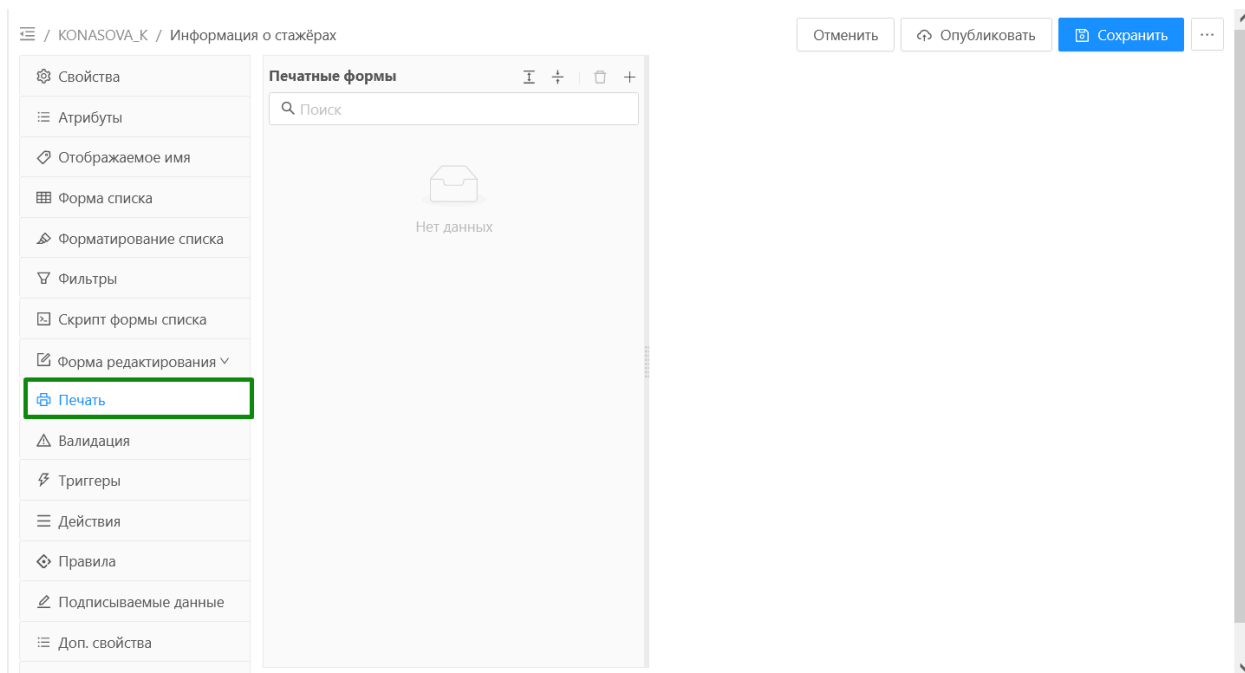 / KONASOVA_K / Информация о стажёрах
Отменить
Опубликовать
Сохранить
Свойства
Атрибуты
Отображаемое имя
Форма списка
Форматирование списка
Фильтры
Скрипт формы списка
Форма редактирования
Печать
Валидация
Триггеры
Действия
Правила
Подписываемые данные
Доп. свойства
Печатные формы
Поиск
Нет данных